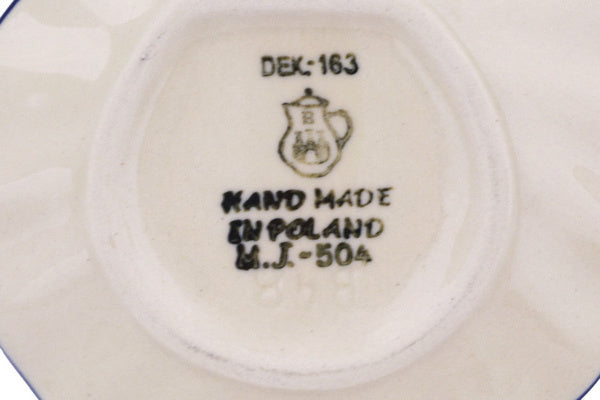 DEK.-163
B
HAND MADE
IN POLAND
M.J.-504